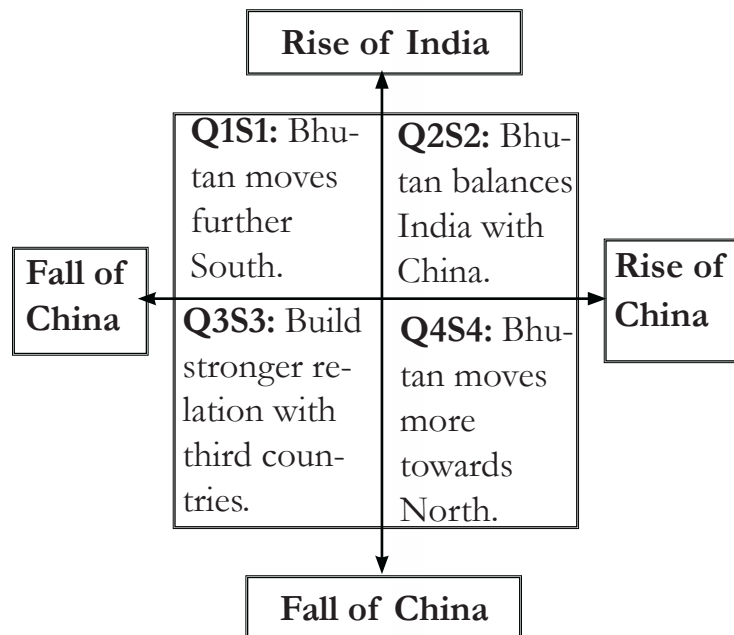 Rise of India
Q1S1: Bhu-
tan moves
further
South.
Q2S2: Bhu-
tan balances
India with
China.
Fall of
China
Rise of
China
Q3S3: Build
stronger re-
lation with
third coun-
tries.
Q4S4: Bhu-
tan moves
more
towards
North.
Fall of China